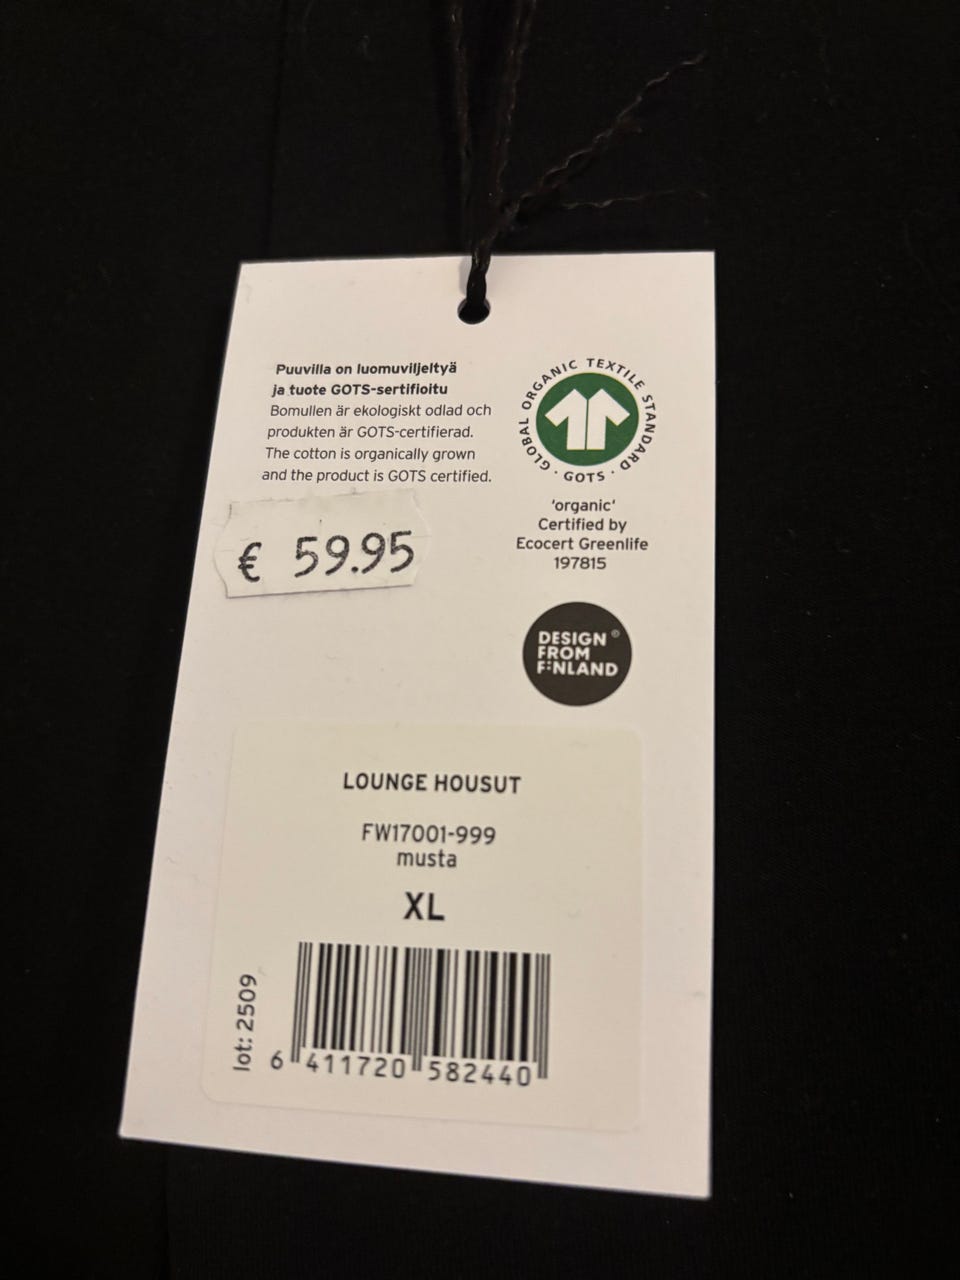 Puuvilla on luomuviljeltyä
ja tuote GOTS-sertifioitu
Bomullen är ekologiskt odlad och
produkten är GOTS-certifierad.
The cotton is organically grown
and the product is GOTS certified.
GLOBAL ORGANIC TEXTILE STANDARD · GOTS ·
'organic'
Certified by
Ecocert Greenlife
197815
€ 59.95
DESIGN®
FROM
FINLAND
LOUNGE HOUSUT
FW17001-999
musta
XL
lot: 2509
6 411720 582440